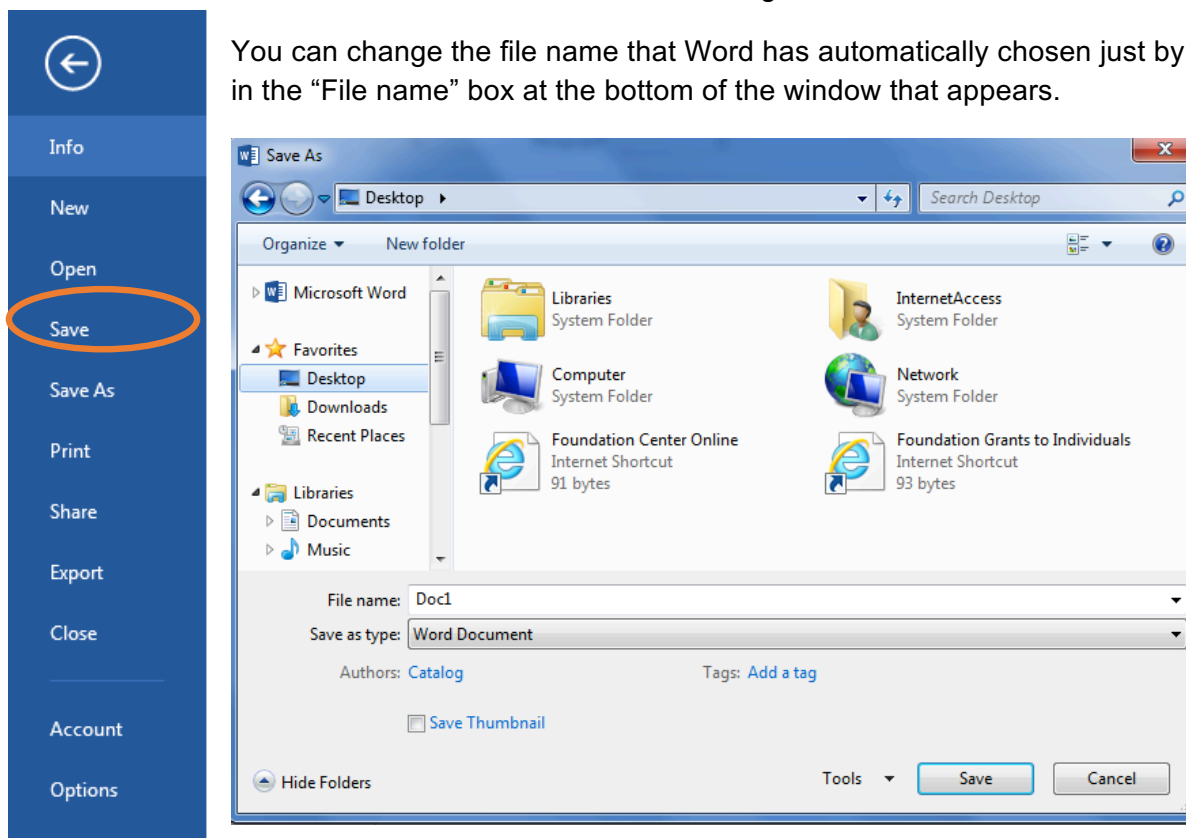 You can change the file name that Word has automatically chosen just by
in the “File name” box at the bottom of the window that appears.
Info
New
Open
Save
Save As
Print
Share
Export
Close
Account
Options
Save As
Desktop
Search Desktop
Organize
New folder
Microsoft Word
Favorites
Desktop
Downloads
Recent Places
Libraries
Documents
Music
Libraries
System Folder
InternetAccess
System Folder
Computer
System Folder
Network
System Folder
Foundation Center Online
Internet Shortcut
91 bytes
Foundation Grants to Individuals
Internet Shortcut
93 bytes
File name: Doc1
Save as type: Word Document
Authors: Catalog
Tags: Add a tag
Save Thumbnail
Hide Folders
Tools
Save
Cancel